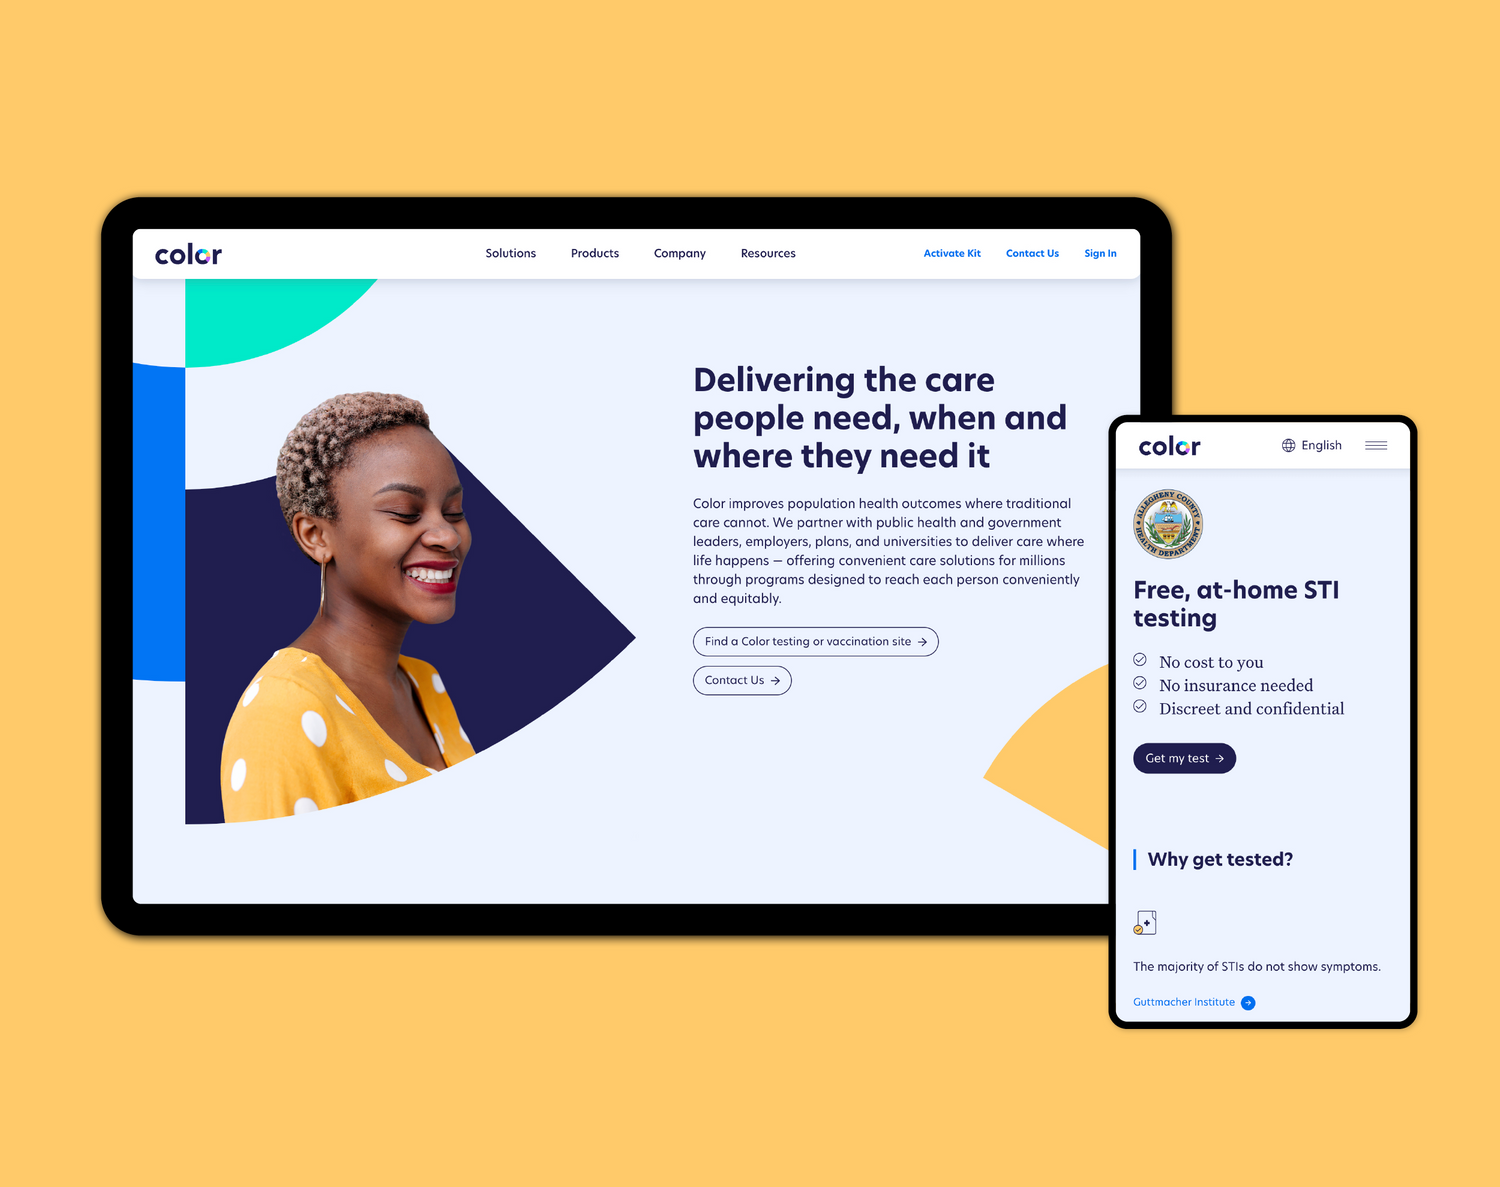 color
Solutions
Products
Company
Resources
Activate Kit
Contact Us
Sign In
Delivering the care
people need, when and
where they need it
Color improves population health outcomes where traditional
care cannot. We partner with public health and government
leaders, employers, plans, and universities to deliver care where
life happens — offering convenient care solutions for millions
through programs designed to reach each person conveniently
and equitably.
Find a Color testing or vaccination site →
Contact Us →
color
English
ALLEGHENY COUNTY
HEALTH DEPARTMENT
Free, at-home STI
testing
No cost to you
No insurance needed
Discreet and confidential
Get my test →
Why get tested?
The majority of STIs do not show symptoms.
Guttmacher Institute